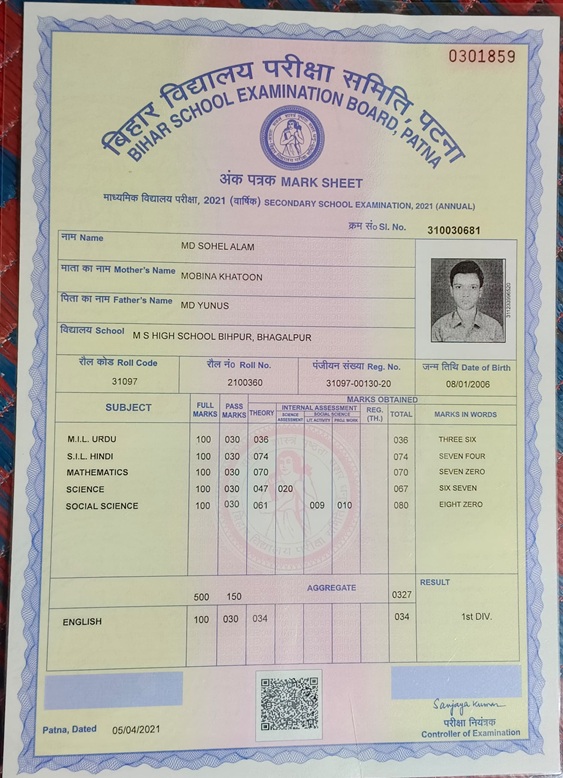 0301859
बिहार विद्यालय परीक्षा समिति, पटना
BIHAR SCHOOL EXAMINATION BOARD, PATNA
अंक पत्रक MARK SHEET
माध्यमिक विद्यालय परीक्षा, 2021 (वार्षिक) SECONDARY SCHOOL EXAMINATION, 2021 (ANNUAL)
क्रम सं० Sl. No. 310030681
नाम Name MD SOHEL ALAM
माता का नाम Mother's Name MOBINA KHATOON
पिता का नाम Father's Name MD YUNUS
विद्यालय School M S HIGH SCHOOL BIHPUR, BHAGALPUR
रौल कोड Roll Code रौल नं० Roll No. पंजीयन संख्या Reg. No. जन्म तिथि Date of Birth
31097 2100360 31097-00130-20 08/01/2006
SUBJECT FULL MARKS PASS MARKS MARKS OBTAINED MARKS IN WORDS
THEORY INTERNAL ASSESSMENT REG. (TH.) TOTAL
SCIENCE ASSESSMENT SOCIAL SCIENCE
LIT. ACTIVITY PROJ. WORK
M.I.L. URDU 100 030 036 036 THREE SIX
S.I.L. HINDI 100 030 074 074 SEVEN FOUR
MATHEMATICS 100 030 070 070 SEVEN ZERO
SCIENCE 100 030 047 020 067 SIX SEVEN
SOCIAL SCIENCE 100 030 061 009 010 080 EIGHT ZERO
500 150 AGGREGATE 0327 RESULT
ENGLISH 100 030 034 034 1st DIV.
Sanjaya Kumar
परीक्षा नियंत्रक
Controller of Examination
Patna, Dated 05/04/2021